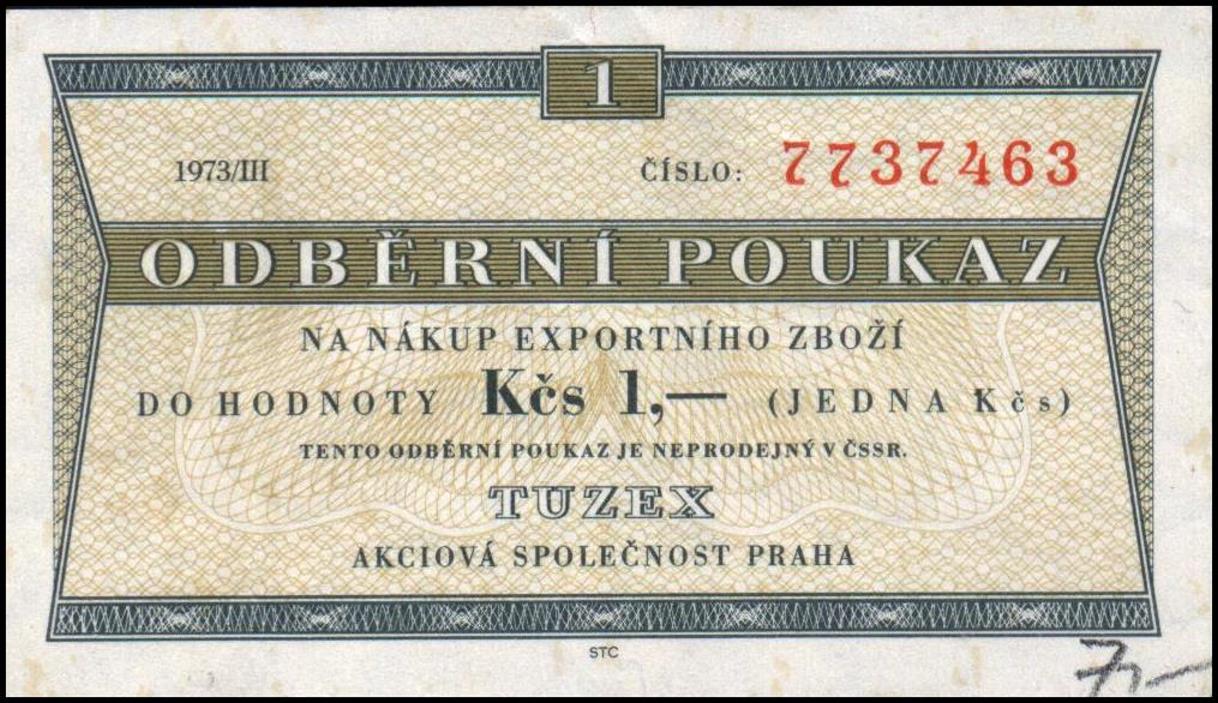 1
1973/III ČÍSLO: 7737463
ODBĚRNÍ POUKAZ
NA NÁKUP EXPORTNÍHO ZBOŽÍ
DO HODNOTY Kčs 1,— (JEDNA Kčs)
TENTO ODBĚRNÍ POUKAZ JE NEPRODEJNÝ V ČSSR.
TUZEX
AKCIOVÁ SPOLEČNOST PRAHA
STC